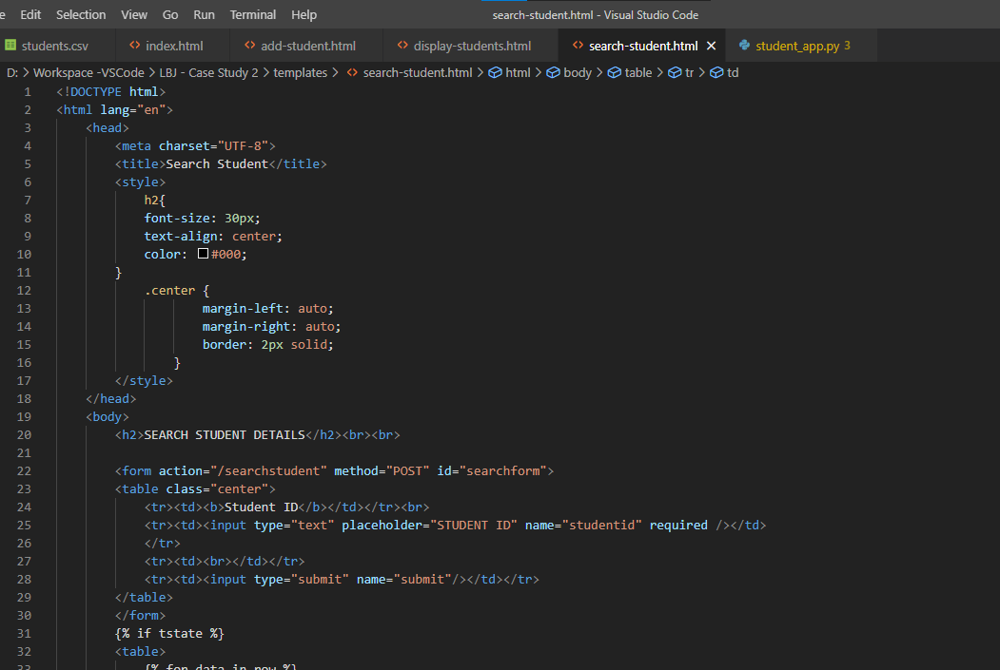 e Edit Selection View Go Run Terminal Help search-student.html - Visual Studio Code
students.csv <> index.html <> add-student.html <> display-students.html <> search-student.html × student_app.py 3
D: > Workspace -VSCode > LBJ - Case Study 2 > templates > <> search-student.html > html > body > table > tr > td
1 <!DOCTYPE html>
2 <html lang="en">
3 <head>
4 <meta charset="UTF-8">
5 <title>Search Student</title>
6 <style>
7 h2{
8 font-size: 30px;
9 text-align: center;
10 color: #000;
11 }
12 .center {
13 margin-left: auto;
14 margin-right: auto;
15 border: 2px solid;
16 }
17 </style>
18 </head>
19 <body>
20 <h2>SEARCH STUDENT DETAILS</h2><br><br>
21
22 <form action="/searchstudent" method="POST" id="searchform">
23 <table class="center">
24 <tr><td><b>Student ID</b></td></tr><br>
25 <tr><td><input type="text" placeholder="STUDENT ID" name="studentid" required /></td>
26 </tr>
27 <tr><td><br></td></tr>
28 <tr><td><input type="submit" name="submit"/></td></tr>
29 </table>
30 </form>
31 {% if tstate %}
32 <table>
33 {% for data in row %}